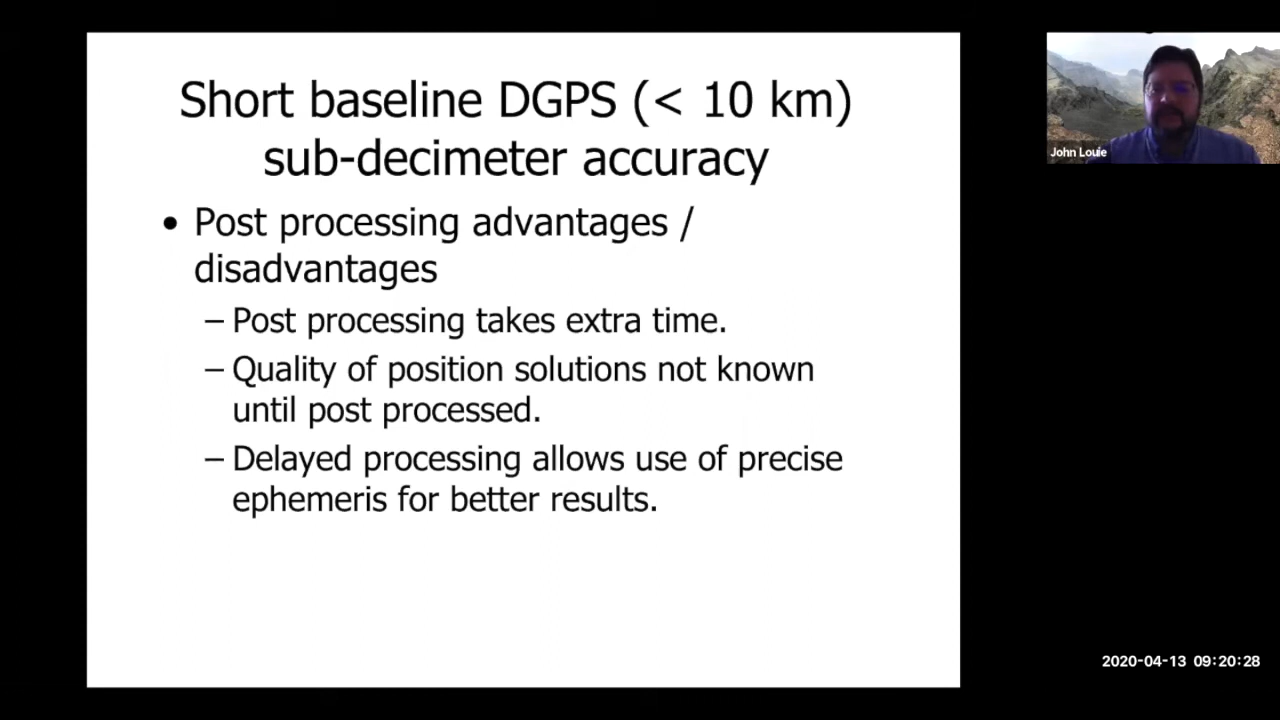 Short baseline DGPS (< 10 km)
sub-decimeter accuracy
• Post processing advantages /
disadvantages
– Post processing takes extra time.
– Quality of position solutions not known
until post processed.
– Delayed processing allows use of precise
ephemeris for better results.
John Louie
2020-04-13 09:20:28